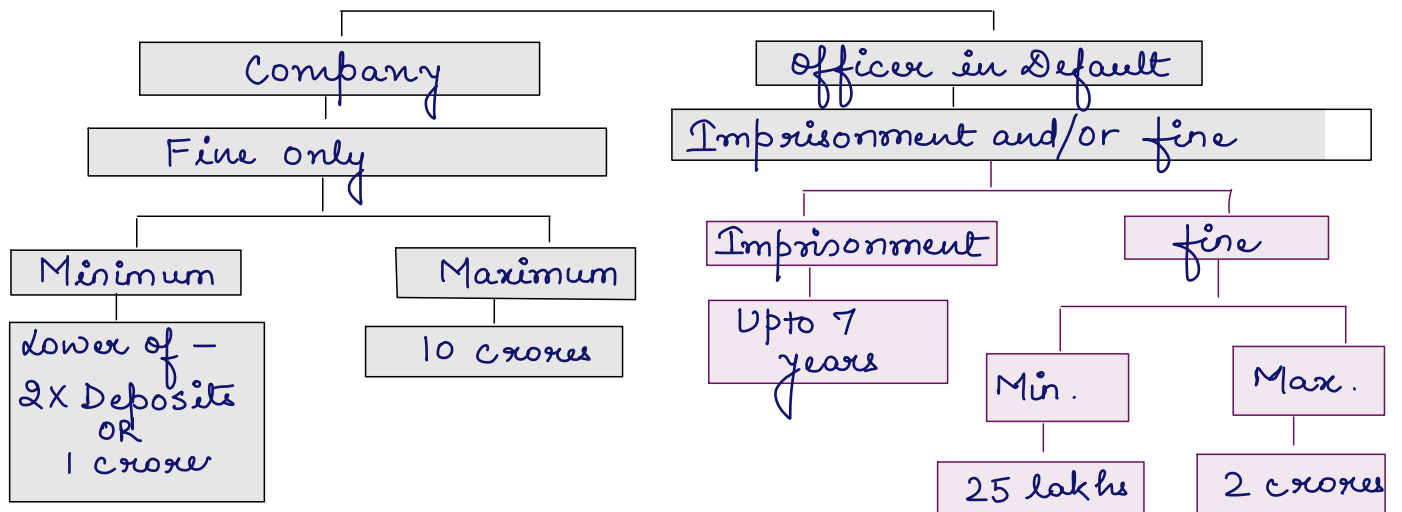 Company
Officer in Default
Fine only
Imprisonment and/or fine
Minimum
Maximum
Imprisonment
fine
Lower of -
2X Deposits
OR
1 crore
10 crores
Upto 7
years
Min.
Max.
25 lakhs
2 crores